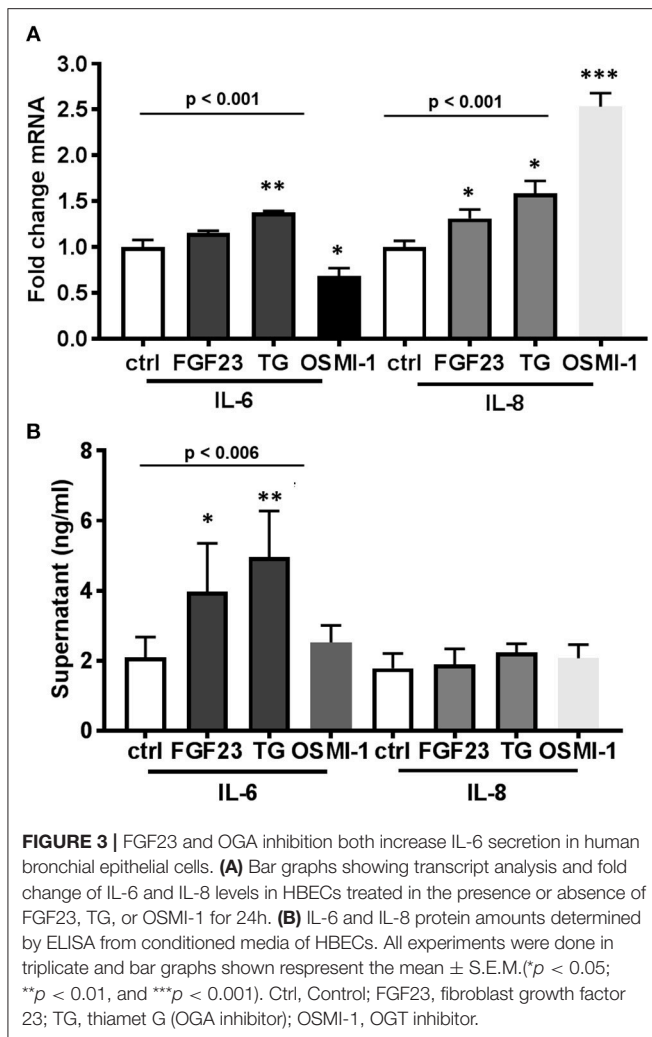 A
3.0
2.5
2.0
1.5
1.0
0.5
0.0
Fold change mRNA
p < 0.001
p < 0.001
**
*
*
*
***
ctrl FGF23 TG OSMI-1 ctrl FGF23 TG OSMI-1
IL-6 IL-8
B
8
6
4
2
0
Supernatant (ng/ml)
p < 0.006
*
**
ctrl FGF23 TG OSMI-1 ctrl FGF23 TG OSMI-1
IL-6 IL-8
FIGURE 3 | FGF23 and OGA inhibition both increase IL-6 secretion in human
bronchial epithelial cells. (A) Bar graphs showing transcript analysis and fold
change of IL-6 and IL-8 levels in HBECs treated in the presence or absence of
FGF23, TG, or OSMI-1 for 24h. (B) IL-6 and IL-8 protein amounts determined
by ELISA from conditioned media of HBECs. All experiments were done in
triplicate and bar graphs shown respresent the mean ± S.E.M.(*p < 0.05;
**p < 0.01, and ***p < 0.001). Ctrl, Control; FGF23, fibroblast growth factor
23; TG, thiamet G (OGA inhibitor); OSMI-1, OGT inhibitor.